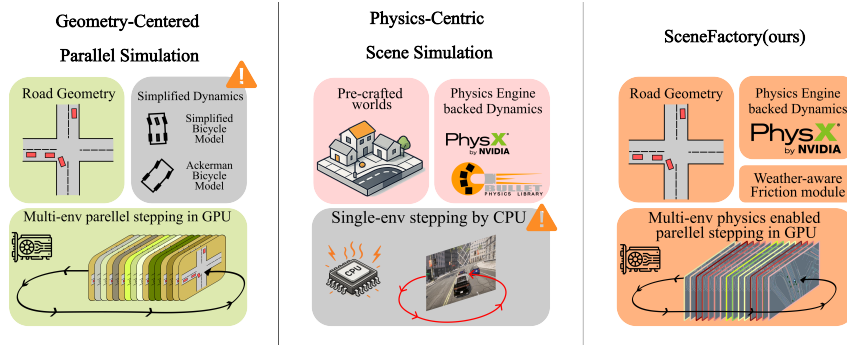 Geometry-Centered
Parallel Simulation
Road Geometry
Simplified Dynamics
Simplified
Bicycle
Model
Ackerman
Bicycle
Model
Multi-env parellel stepping in GPU
Physics-Centric
Scene Simulation
Pre-crafted
worlds
Physics Engine
backed Dynamics
PhysX
by NVIDIA
BULLET
PHYSICS LIBRARY
Single-env stepping by CPU
CPU
SceneFactory(ours)
Road Geometry
Physics Engine
backed Dynamics
PhysX
by NVIDIA
Weather-aware
Friction module
Multi-env physics enabled
parellel stepping in GPU